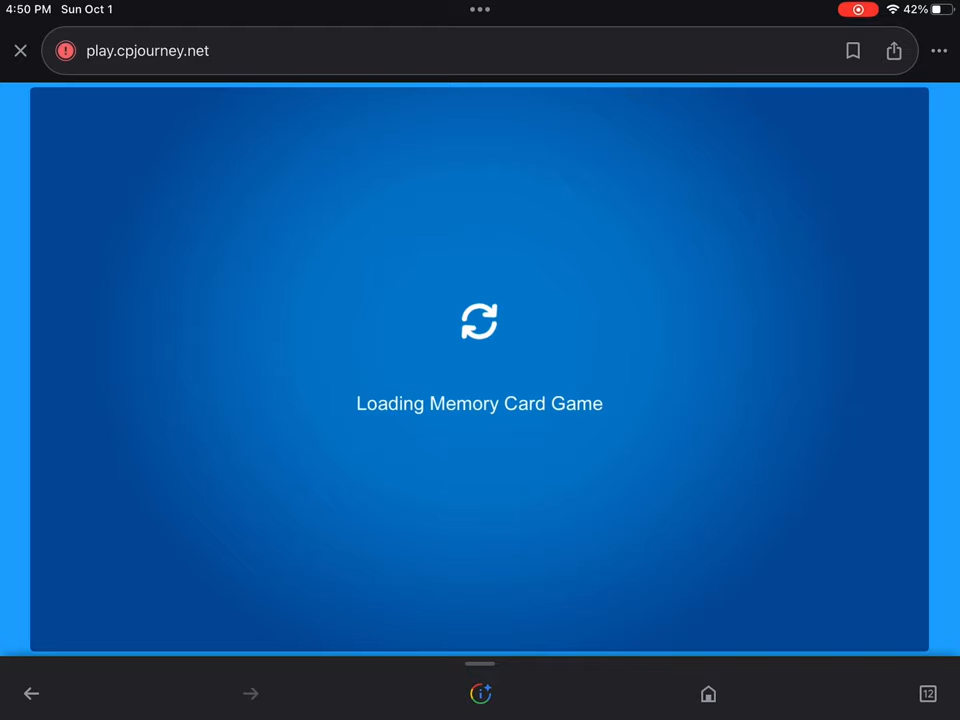 4:50 PM Sun Oct 1
42%
play.cpjourney.net
Loading Memory Card Game
12